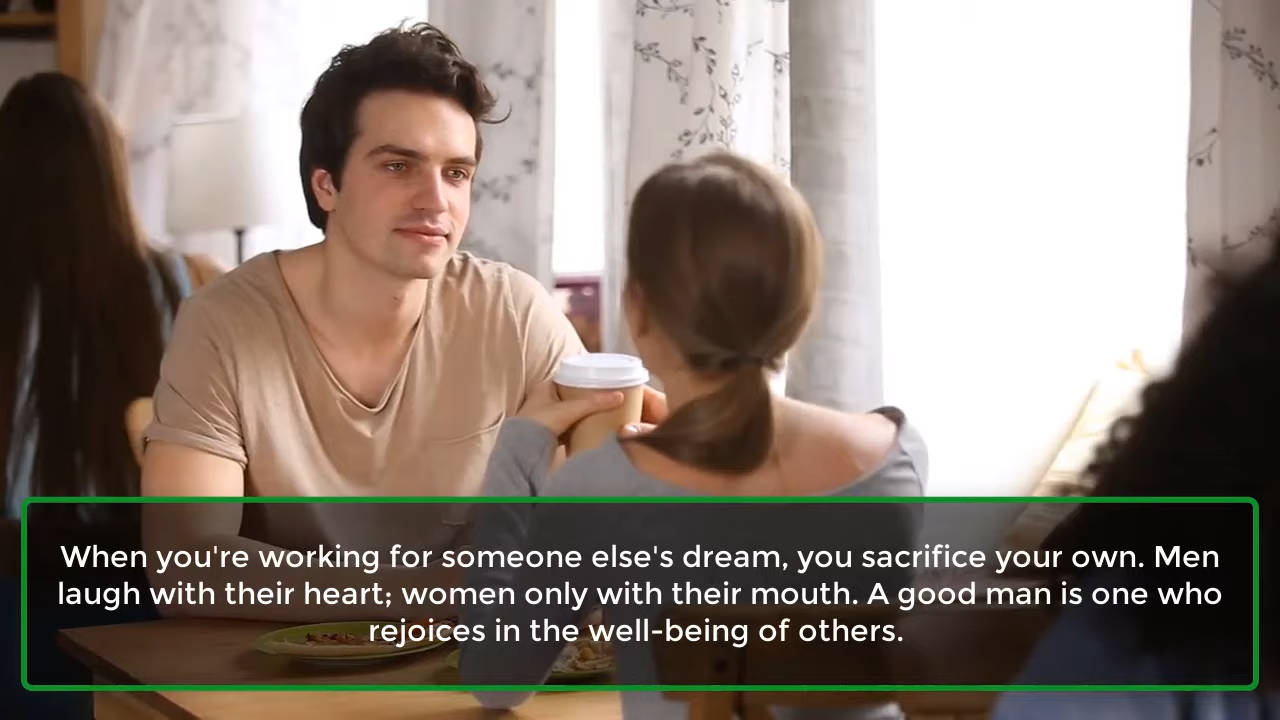 When you're working for someone else's dream, you sacrifice your own. Men
laugh with their heart; women only with their mouth. A good man is one who
rejoices in the well-being of others.